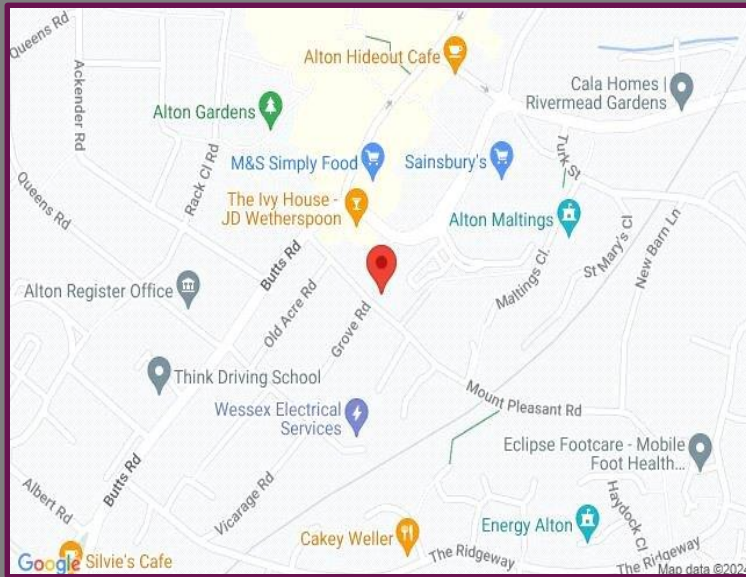 Queens Rd
Ackender Rd
Alton Hideout Cafe
Cala Homes |
Rivermead Gardens
Alton Gardens
Rack Cl Rd
M&S Simply Food
Sainsbury's
Turk St
Queens Rd
The Ivy House -
JD Wetherspoon
Alton Maltings
St Mary's Cl
New Barn Ln
Butts Rd
Maltings Cl.
Alton Register Office
Old Acre Rd
Grove Rd
Think Driving School
Mount Pleasant Rd
Wessex Electrical
Services
Eclipse Footcare - Mobile
Foot Health...
Butts Rd
Albert Rd
Vicarage Rd
Haydock Cl
Energy Alton
Cakey Weller
The Ridgeway
The Ridgeway
Google
Silvie's Cafe
Map data ©2024